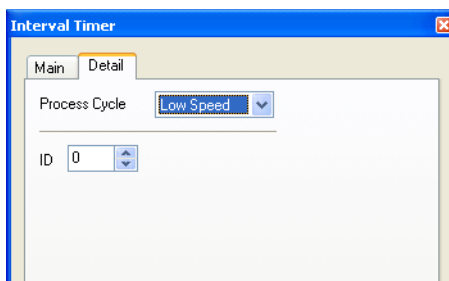 Interval Timer
Main Detail
Process Cycle Low Speed
ID 0